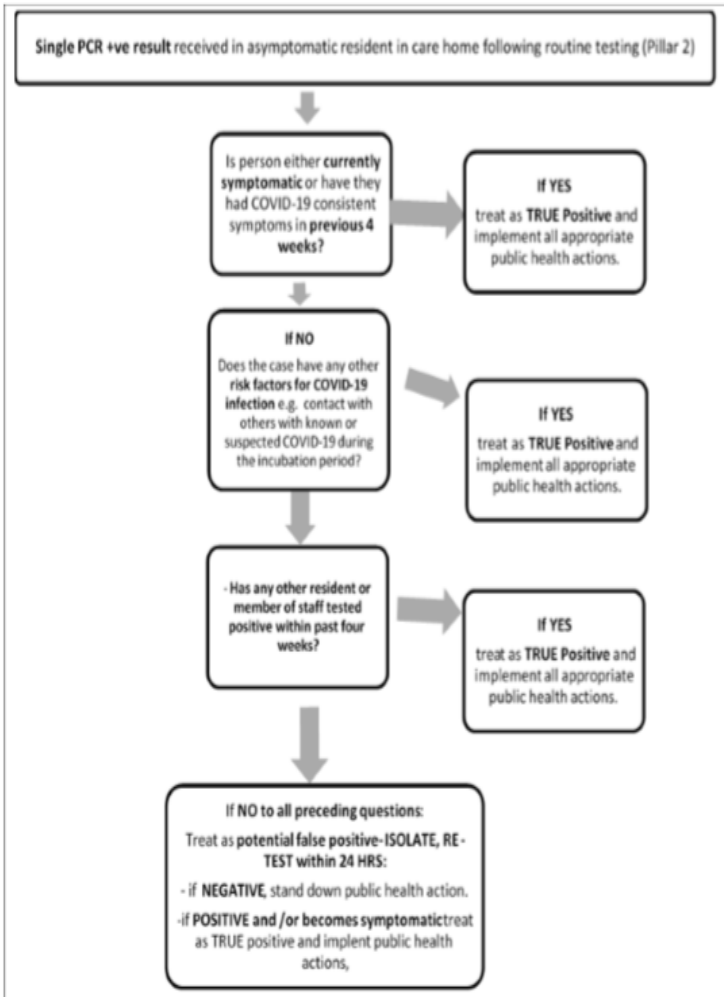 Single PCR +ve result received in asymptomatic resident in care home following routine testing (Pillar 2)
Is person either currently
symptomatic or have they
had COVID-19 consistent
symptoms in previous 4
weeks?
If YES
treat as TRUE Positive and
implement all appropriate
public health actions.
If NO
Does the case have any other
risk factors for COVID-19
infection e.g. contact with
others with known or
suspected COVID-19 during
the incubation period?
If YES
treat as TRUE Positive and
implement all appropriate
public health actions.
- Has any other resident or
member of staff tested
positive within past four
weeks?
If YES
treat as TRUE Positive and
implement all appropriate
public health actions.
If NO to all preceding questions:
Treat as potential false positive-ISOLATE, RE-
TEST within 24 HRS:
- if NEGATIVE, stand down public health action.
-if POSITIVE and /or becomes symptomatictreat
as TRUE positive and implent public health
actions,